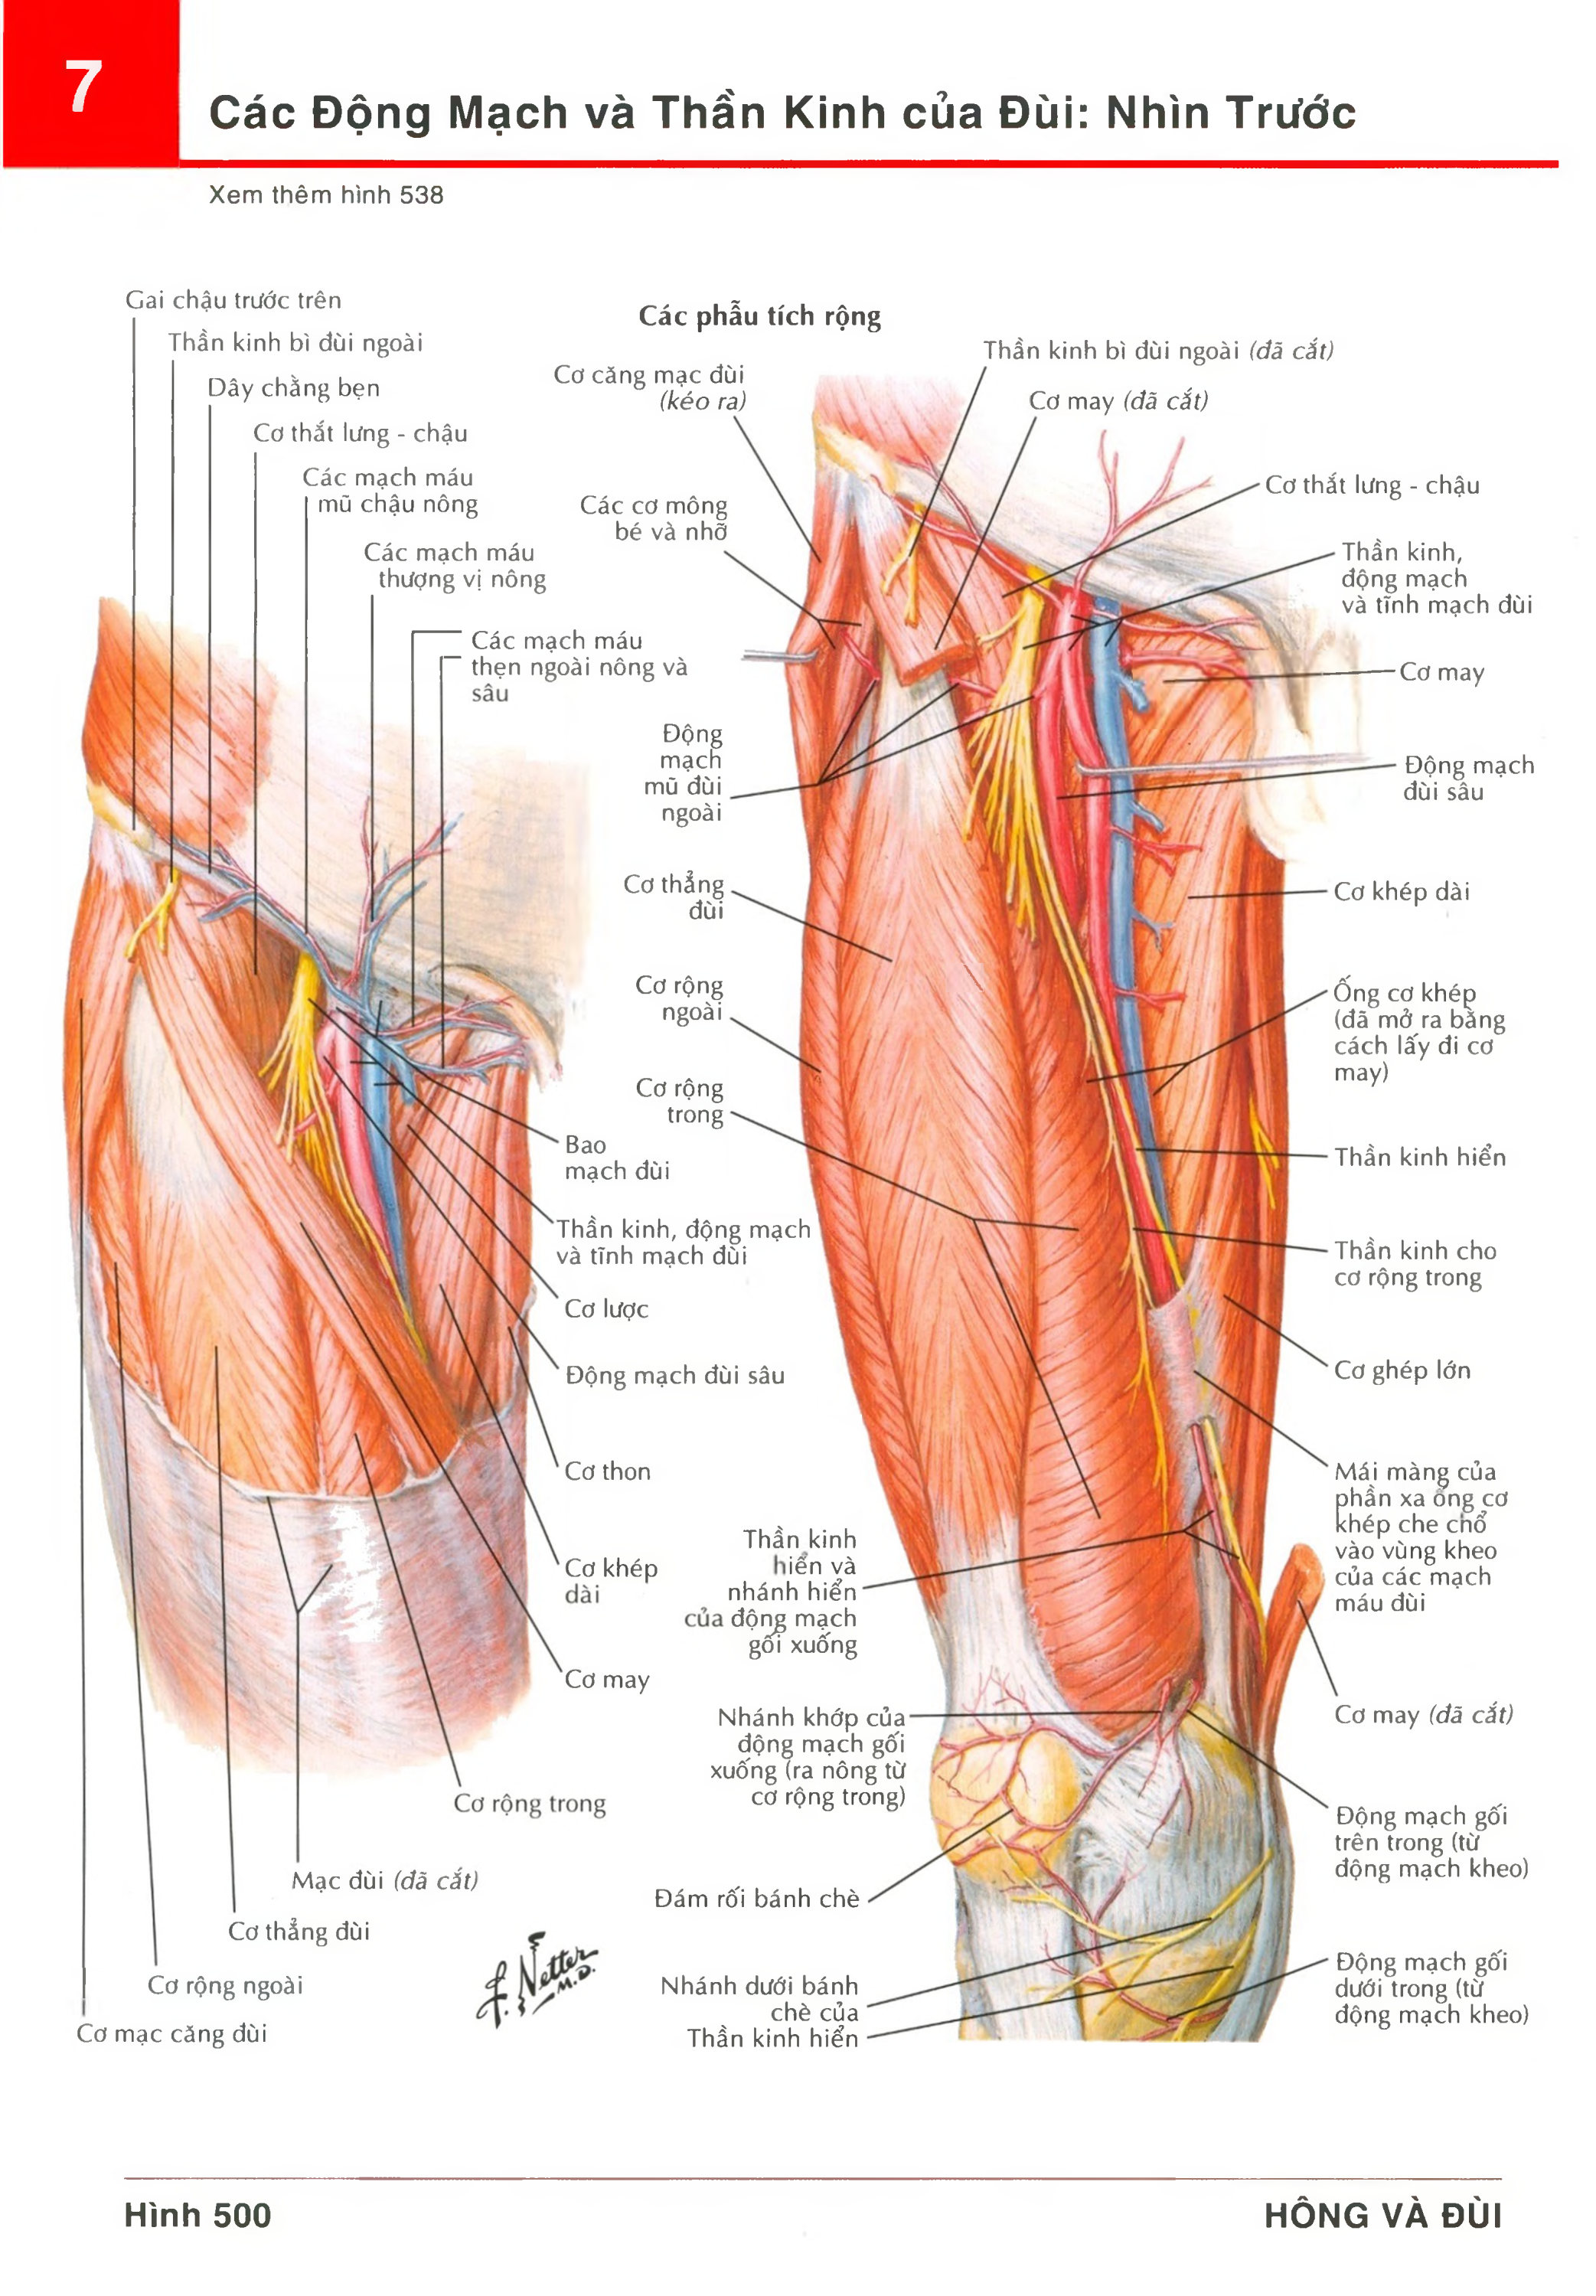 7
Các Động Mạch và Thần Kinh của Đùi: Nhìn Trước
Xem thêm hình 538
Gai chậu trước trên
Thần kinh bì đùi ngoài
Dây chằng bẹn
Cơ thắt lưng - chậu
Các mạch máu
mũ chậu nông
Các mạch máu
thượng vị nông
Các mạch máu
thẹn ngoài nông và
sâu
Bao
mạch đùi
Thần kinh, động mạch
và tĩnh mạch đùi
Cơ lược
Động mạch đùi sâu
Cơ thon
Cơ khép
dài
Cơ may
Cơ rộng trong
Mạc đùi (đã cắt)
Cơ thẳng đùi
Cơ rộng ngoài
Cơ mạc căng đùi
F. Netter
M.D.
Các phẫu tích rộng
Cơ căng mạc đùi
(kéo ra)
Các cơ mông
bé và nhỡ
Động
mạch
mũ đùi
ngoài
Cơ thẳng
đùi
Cơ rộng
ngoài
Cơ rộng
trong
Thần kinh
hiển và
nhánh hiển
của động mạch
gối xuống
Nhánh khớp của
động mạch gối
xuống (ra nông từ
cơ rộng trong)
Đám rối bánh chè
Nhánh dưới bánh
chè của
Thần kinh hiển
Thần kinh bì đùi ngoài (đã cắt)
Cơ may (đã cắt)
Cơ thắt lưng - chậu
Thần kinh,
động mạch
và tĩnh mạch đùi
Cơ may
Động mạch
đùi sâu
Cơ khép dài
Ống cơ khép
(đã mở ra bằng
cách lấy đi cơ
may)
Thần kinh hiển
Thần kinh cho
cơ rộng trong
Cơ ghép lớn
Mái màng của
phần xa ống cơ
khép che chổ
vào vùng kheo
của các mạch
máu đùi
Cơ may (đã cắt)
Động mạch gối
trên trong (từ
động mạch kheo)
Động mạch gối
dưới trong (từ
động mạch kheo)
Hình 500
HÔNG VÀ ĐÙI